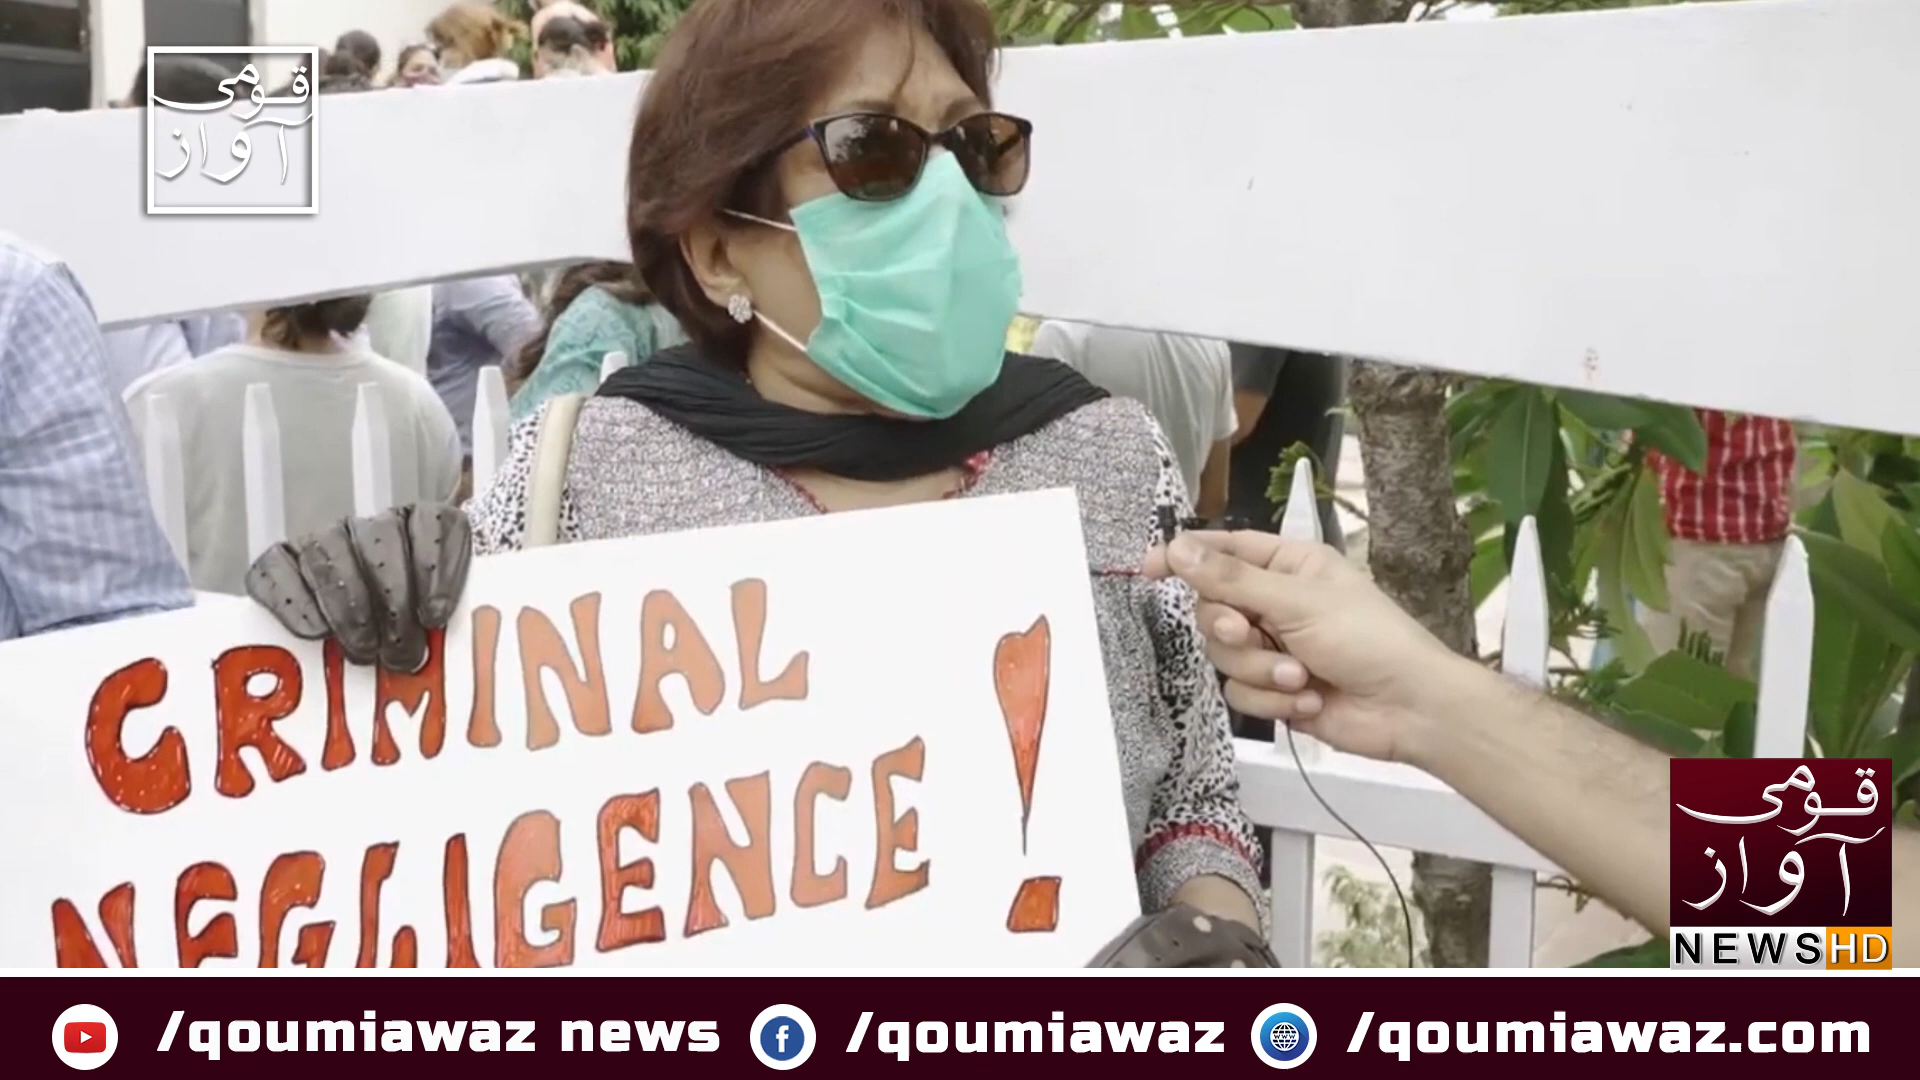 قومی
آواز
CRIMINAL
NEGLIGENCE!
قومی
آواز
NEWSHD
/qoumiawaz news
/qoumiawaz
/qoumiawaz.com